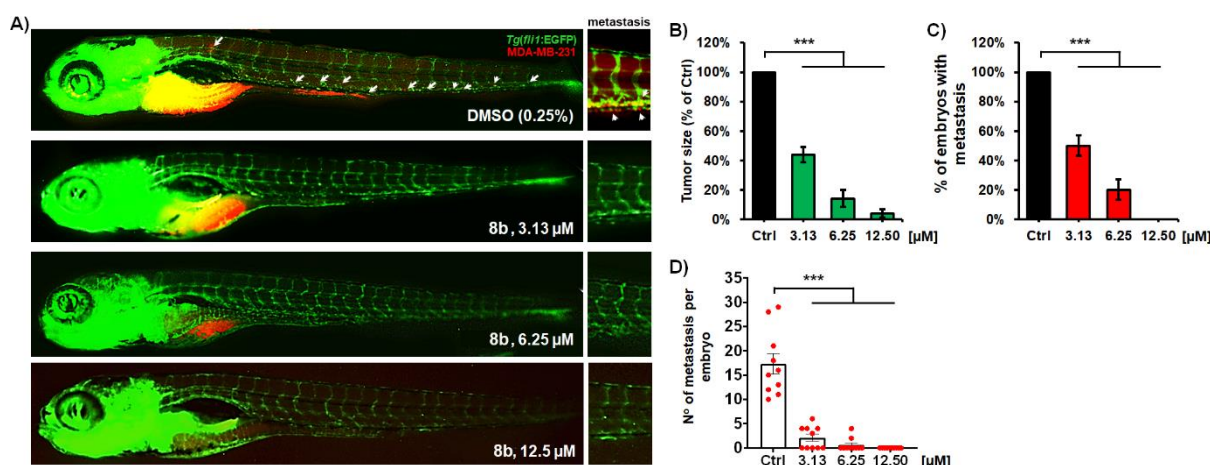 A)
metastasis
Tg(fli1:EGFP)
MDA-MB-231
DMSO (0.25%)
8b, 3.13 µM
8b, 6.25 µM
8b, 12.5 µM
B)
Tumor size (% of Ctrl)
120%
100%
80%
60%
40%
20%
0%
***
Ctrl 3.13 6.25 12.50 [µM]
C)
% of embryos with
metastasis
120%
100%
80%
60%
40%
20%
0%
***
Ctrl 3.13 6.25 12.50 [µM]
D)
Nº of metastasis per
embryo
35
30
25
20
15
10
5
0
***
Ctrl 3.13 6.25 12.50 [µM]